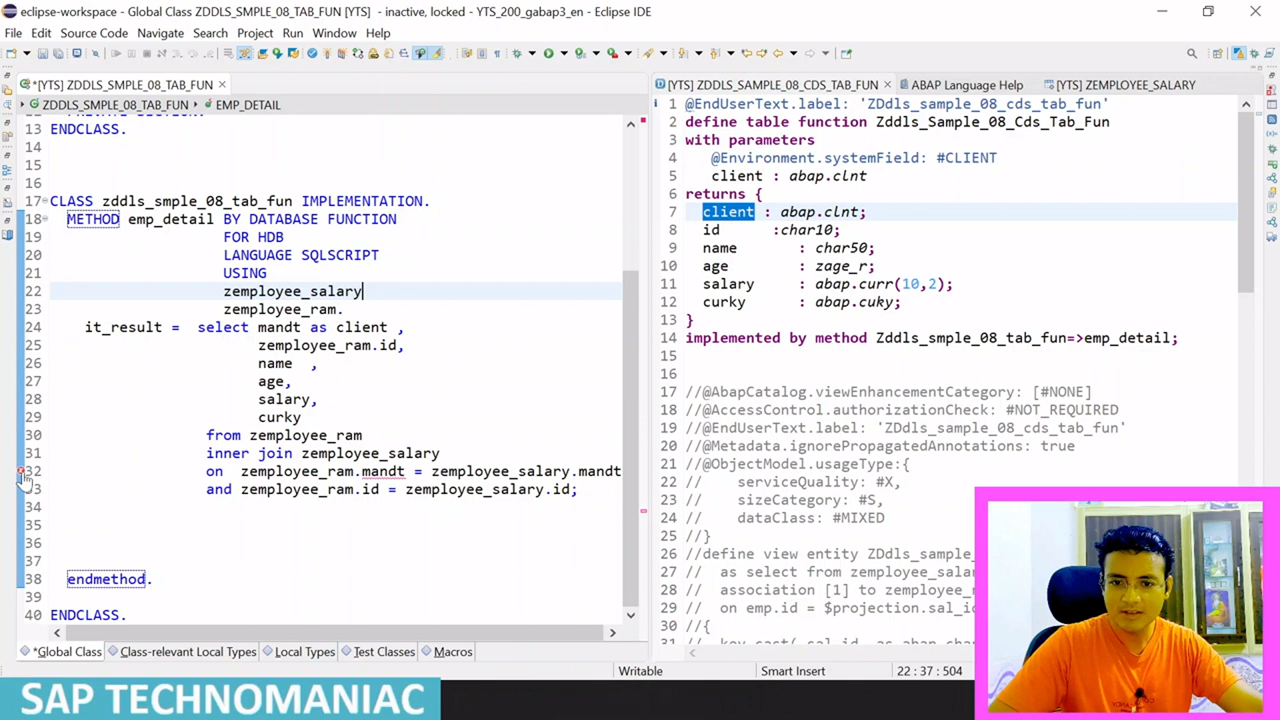 eclipse-workspace - Global Class ZDDLS_SMPLE_08_TAB_FUN [YTS] - inactive, locked - YTS_200_gabap3_en - Eclipse IDE
File Edit Source Code Navigate Search Project Run Window Help
*[YTS] ZDDLS_SMPLE_08_TAB_FUN
ZDDLS_SMPLE_08_TAB_FUN EMP_DETAIL
13 ENDCLASS.
14
15
16
17 CLASS zddls_smple_08_tab_fun IMPLEMENTATION.
18 METHOD emp_detail BY DATABASE FUNCTION
19 FOR HDB
20 LANGUAGE SQLSCRIPT
21 USING
22 zemployee_salary
23 zemployee_ram.
24 it_result = select mandt as client ,
25 zemployee_ram.id,
26 name ,
27 age,
28 salary,
29 curky
30 from zemployee_ram
31 inner join zemployee_salary
32 on zemployee_ram.mandt = zemployee_salary.mandt
33 and zemployee_ram.id = zemployee_salary.id;
34
35
36
37
38 endmethod.
39
40 ENDCLASS.
*Global Class Class-relevant Local Types Local Types Test Classes Macros
[YTS] ZDDLS_SAMPLE_08_CDS_TAB_FUN ABAP Language Help [YTS] ZEMPLOYEE_SALARY
1 @EndUserText.label: 'ZDdls_sample_08_cds_tab_fun'
2 define table function Zddls_Sample_08_Cds_Tab_Fun
3 with parameters
4 @Environment.systemField: #CLIENT
5 client : abap.clnt
6 returns {
7 client : abap.clnt;
8 id :char10;
9 name : char50;
10 age : zage_r;
11 salary : abap.curr(10,2);
12 curky : abap.cuky;
13 }
14 implemented by method Zddls_smple_08_tab_fun=>emp_detail;
15
16
17 //@AbapCatalog.viewEnhancementCategory: [#NONE]
18 //@AccessControl.authorizationCheck: #NOT_REQUIRED
19 //@EndUserText.label: 'ZDdls_sample_08_cds_tab_fun'
20 //@Metadata.ignorePropagatedAnnotations: true
21 //@ObjectModel.usageType:{
22 // serviceQuality: #X,
23 // sizeCategory: #S,
24 // dataClass: #MIXED
25 //}
26 //define view entity ZDdls_sample_
27 // as select from zemployee_sala
28 // association [1] to zemployee_r
29 // on emp.id = $projection.sal_i
30 //{
Writable Smart Insert 22 : 37 : 504
SAP TECHNOMANIAC